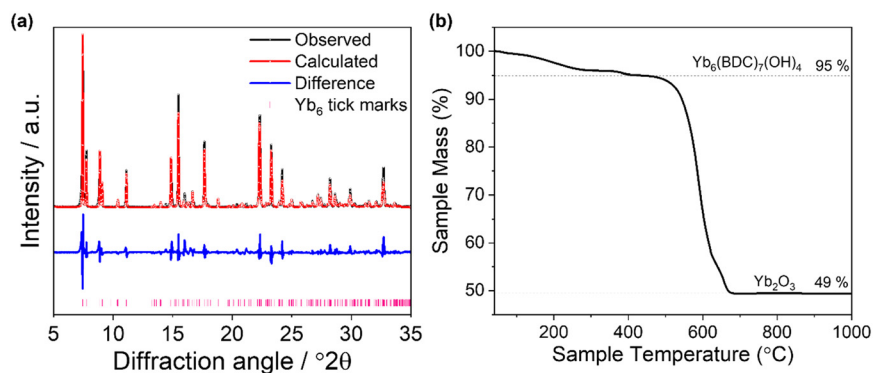 (a)
Observed
Calculated
Difference
Yb₆ tick marks
Intensity / a.u.
5 10 15 20 25 30 35
Diffraction angle / °2θ
(b)
100
90
80
70
60
50
Sample Mass (%)
Yb₆(BDC)₇(OH)₄ 95 %
Yb₂O₃ 49 %
200 400 600 800 1000
Sample Temperature (°C)